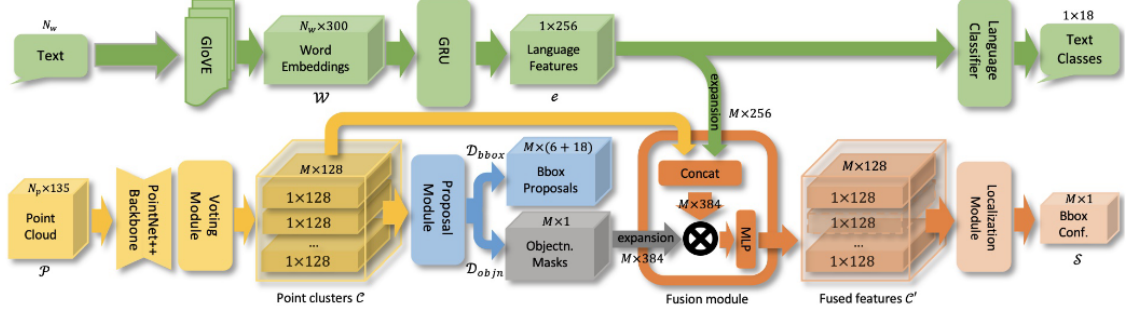 N_w
Text
GloVE
N_w×300
Word
Embeddings
𝒲
GRU
1×256
Language
Features
e
expansion
M×256
Language
Classifier
1×18
Text
Classes
N_p×135
Point
Cloud
𝒫
PointNet++
Backbone
Voting
Module
M×128
1×128
1×128
...
1×128
Point clusters 𝒞
Proposal
Module
𝒟_bbox
M×(6 + 18)
Bbox
Proposals
𝒟_objn
M×1
Objectn.
Masks
expansion
M×384
Concat
M×384
MLP
Fusion module
M×128
1×128
1×128
...
1×128
Fused features 𝒞′
Localization
Module
M×1
Bbox
Conf.
𝒮